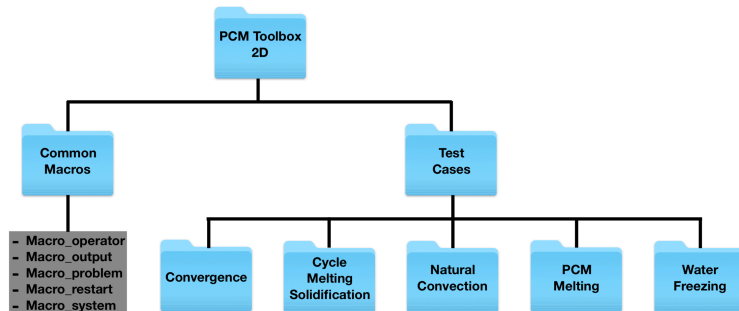 PCM Toolbox
2D
Common
Macros
Test
Cases
- Macro_operator
- Macro_output
- Macro_problem
- Macro_restart
- Macro_system
Convergence
Cycle
Melting
Solidification
Natural
Convection
PCM
Melting
Water
Freezing